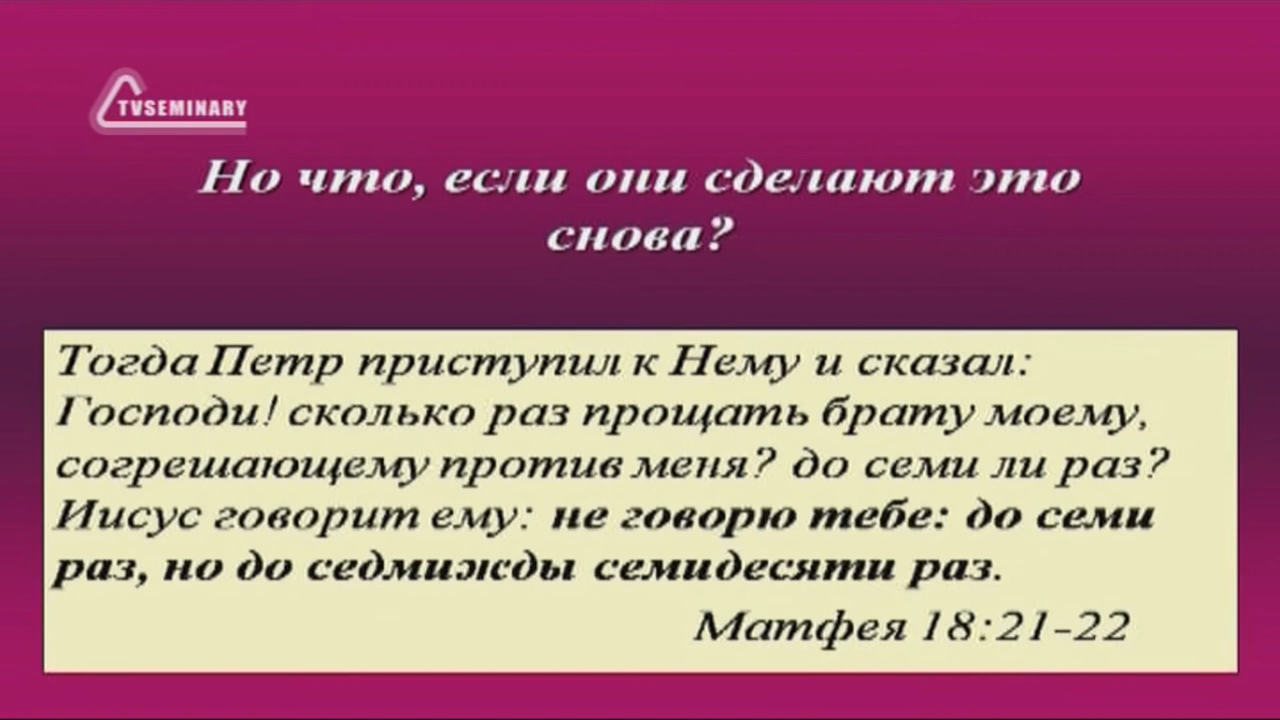 TVSEMINARY
Но что, если они сделают это
снова?
Тогда Петр приступил к Нему и сказал:
Господи! сколько раз прощать брату моему,
согрешающему против меня? до семи ли раз?
Иисус говорит ему: не говорю тебе: до семи
раз, но до седмижды семидесяти раз.
Матфея 18:21-22